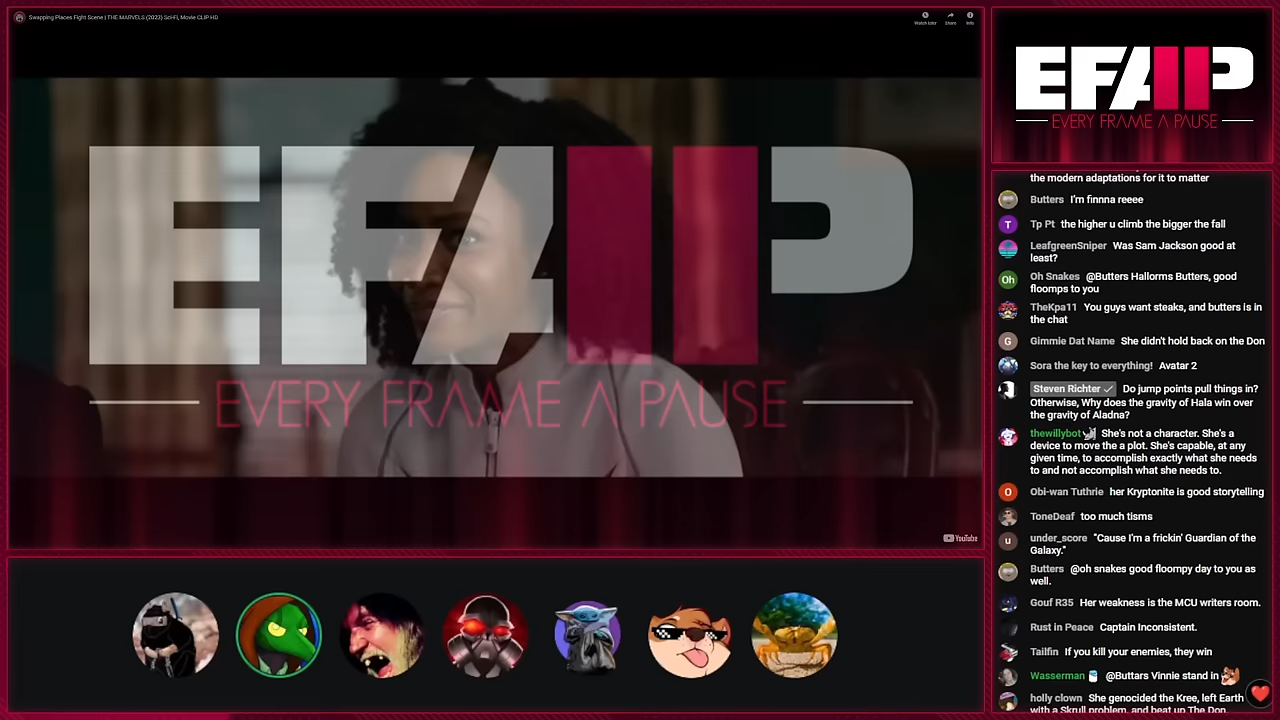 Swapping Places Fight Scene | THE MARVELS (2023) Sci-Fi, Movie CLIP HD
Watch later
Share
Info
EFAP
EVERY FRAME A PAUSE
YouTube
EFAP
EVERY FRAME A PAUSE
the modern adaptations for it to matter
Butters I'm finnna reeee
T
Tp Pt the higher u climb the bigger the fall
LeafgreenSniper Was Sam Jackson good at
least?
Oh
Oh Snakes @Butters Hallorms Butters, good
floomps to you
TheKpa11 You guys want steaks, and butters is in
the chat
G
Gimmie Dat Name She didn't hold back on the Don
Sora the key to everything! Avatar 2
Steven Richter Do jump points pull things in?
Otherwise, Why does the gravity of Hala win over
the gravity of Aladna?
thewillybot She's not a character. She's a
device to move the a plot. She's capable, at any
given time, to accomplish exactly what she needs
to and not accomplish what she needs to.
O
Obi-wan Tuthrie her Kryptonite is good storytelling
ToneDeaf too much tisms
u
under_score "Cause I'm a frickin' Guardian of the
Galaxy."
Butters @oh snakes good floompy day to you as
well.
Gouf R35 Her weakness is the MCU writers room.
Rust in Peace Captain Inconsistent.
Tailfin If you kill your enemies, they win
Wasserman @Buttars Vinnie stand in
holly clown She genocided the Kree, left Earth
with a Skrull problem, and beat up The Don.